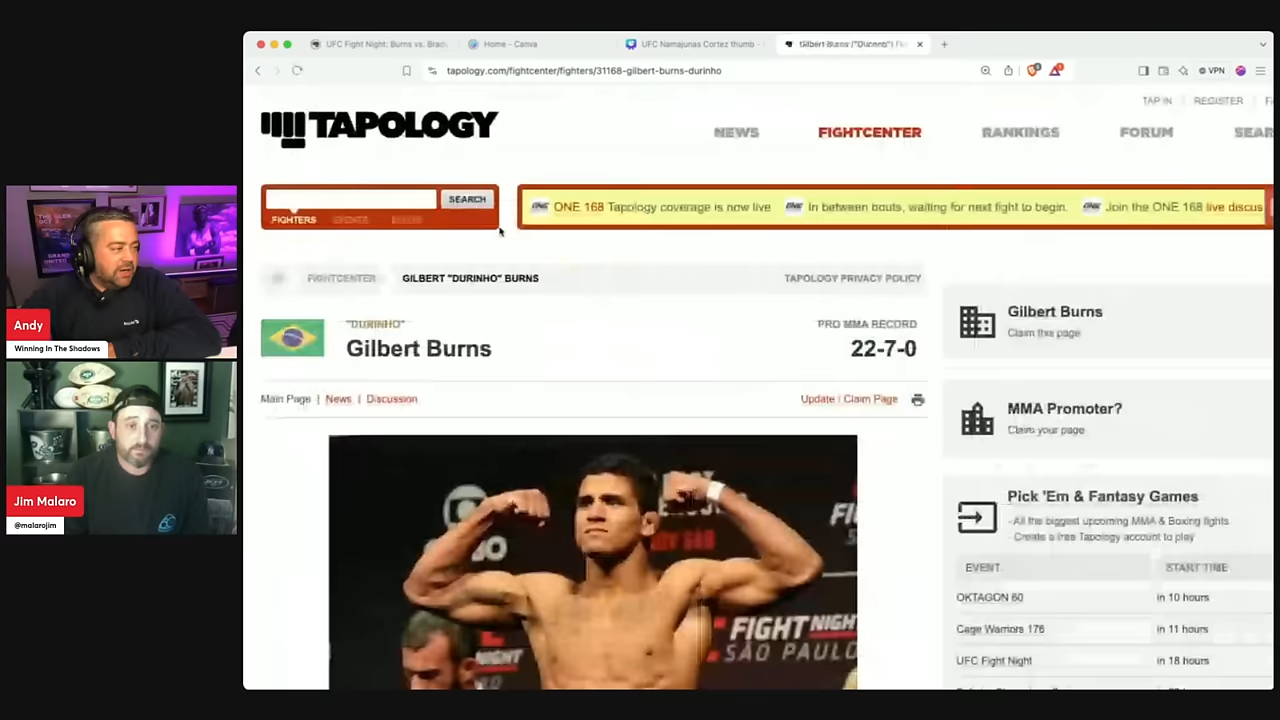 UFC Fight Night: Burns vs. Brad
Home - Canva
UFC Namajunas Cortez thumb -
Gilbert Burns ("Durinho") | F
tapology.com/fightcenter/fighters/31168-gilbert-burns-durinho
VPN
TAP IN | REGISTER | F
TAPOLOGY
NEWS
FIGHTCENTER
RANKINGS
FORUM
SEAR
SEARCH
FIGHTERS
ONE 168 Tapology coverage is now live
In between bouts, waiting for next fight to begin.
Join the ONE 168 live discus
FIGHTCENTER
GILBERT "DURINHO" BURNS
TAPOLOGY PRIVACY POLICY
"DURINHO"
Gilbert Burns
PRO MMA RECORD
22-7-0
Main Page | News | Discussion
Update | Claim Page
Gilbert Burns
Claim this page
MMA Promoter?
Claim your page
Pick 'Em & Fantasy Games
- All the biggest upcoming MMA & Boxing fights
- Create a free Tapology account to play
EVENT
START TIME
OKTAGON 60
in 10 hours
Cage Warriors 176
in 11 hours
UFC Fight Night
in 18 hours
FIGHT NIGHT
SÃO PAULO
NIGHT
Andy
Winning In The Shadows
Jim Malaro
@malarojim